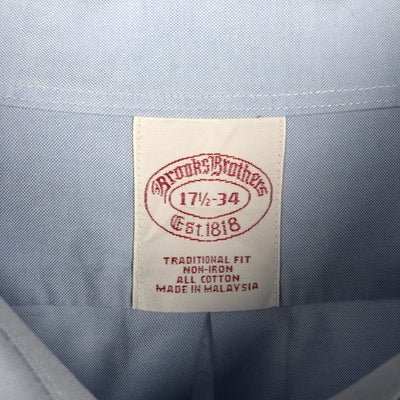 Brooks Brothers
17½-34
Est. 1818
TRADITIONAL FIT
NON-IRON
ALL COTTON
MADE IN MALAYSIA